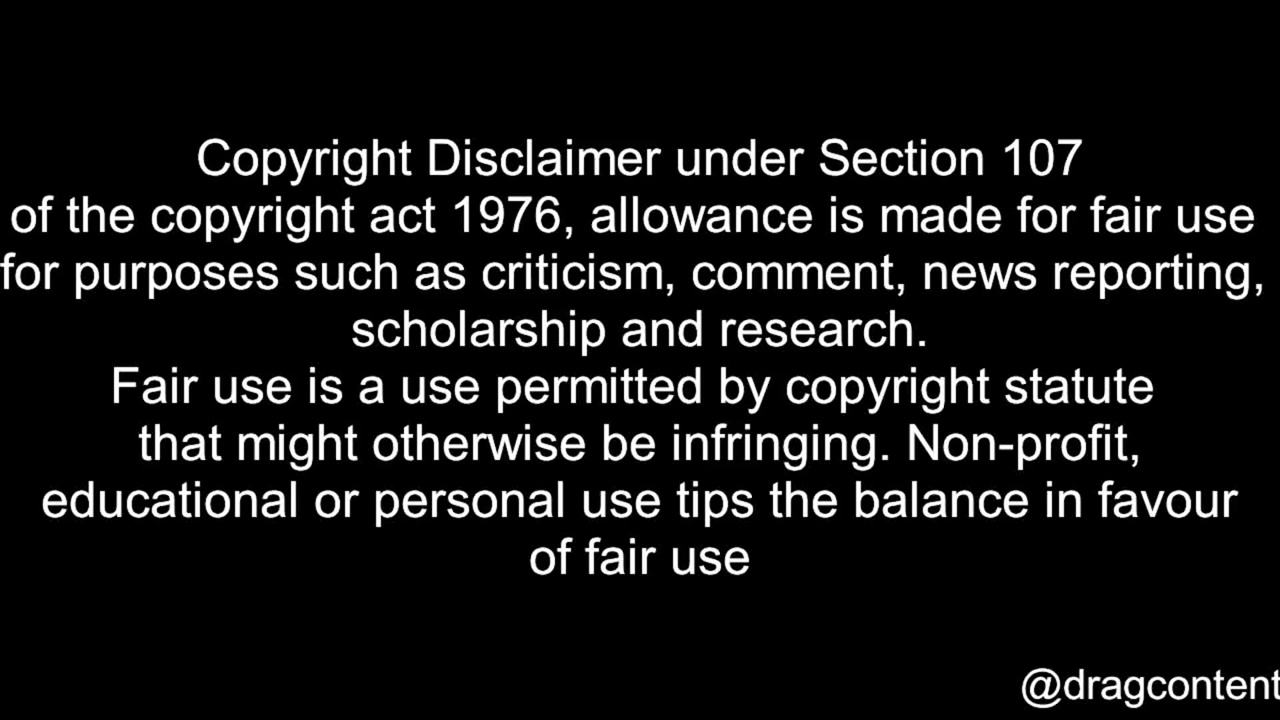 Copyright Disclaimer under Section 107
of the copyright act 1976, allowance is made for fair use
for purposes such as criticism, comment, news reporting,
scholarship and research.
Fair use is a use permitted by copyright statute
that might otherwise be infringing. Non-profit,
educational or personal use tips the balance in favour
of fair use
@dragcontent